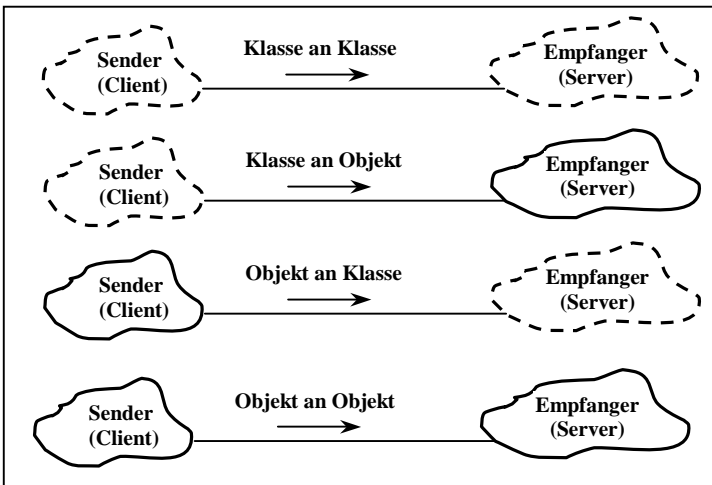 Sender
(Client)
Klasse an Klasse
Empfanger
(Server)
Sender
(Client)
Klasse an Objekt
Empfanger
(Server)
Sender
(Client)
Objekt an Klasse
Empfanger
(Server)
Sender
(Client)
Objekt an Objekt
Empfanger
(Server)